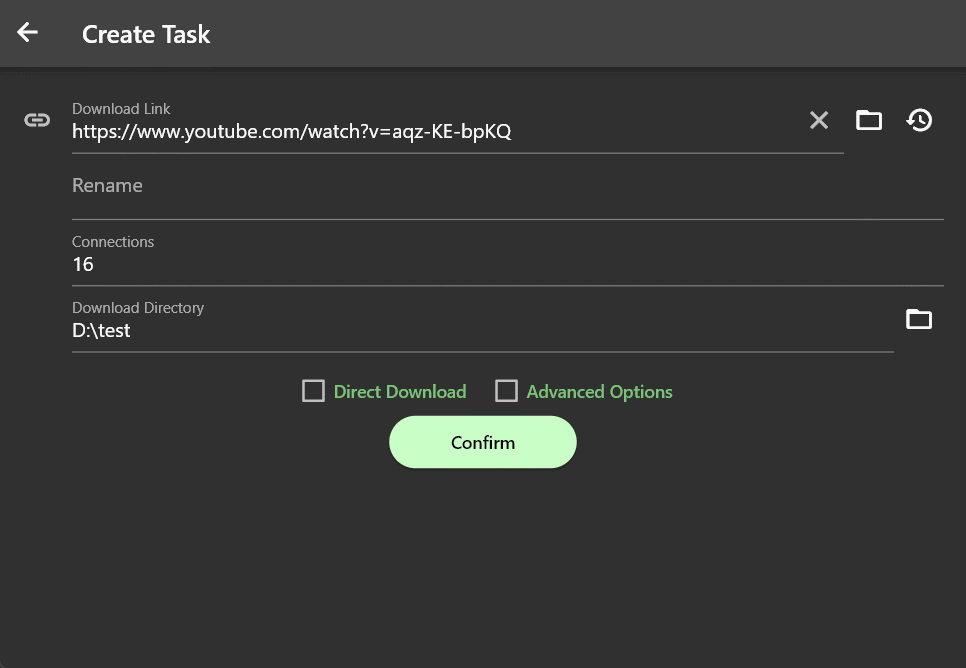 Create Task
Download Link
https://www.youtube.com/watch?v=aqz-KE-bpKQ
Rename
Connections
16
Download Directory
D:\test
Direct Download
Advanced Options
Confirm